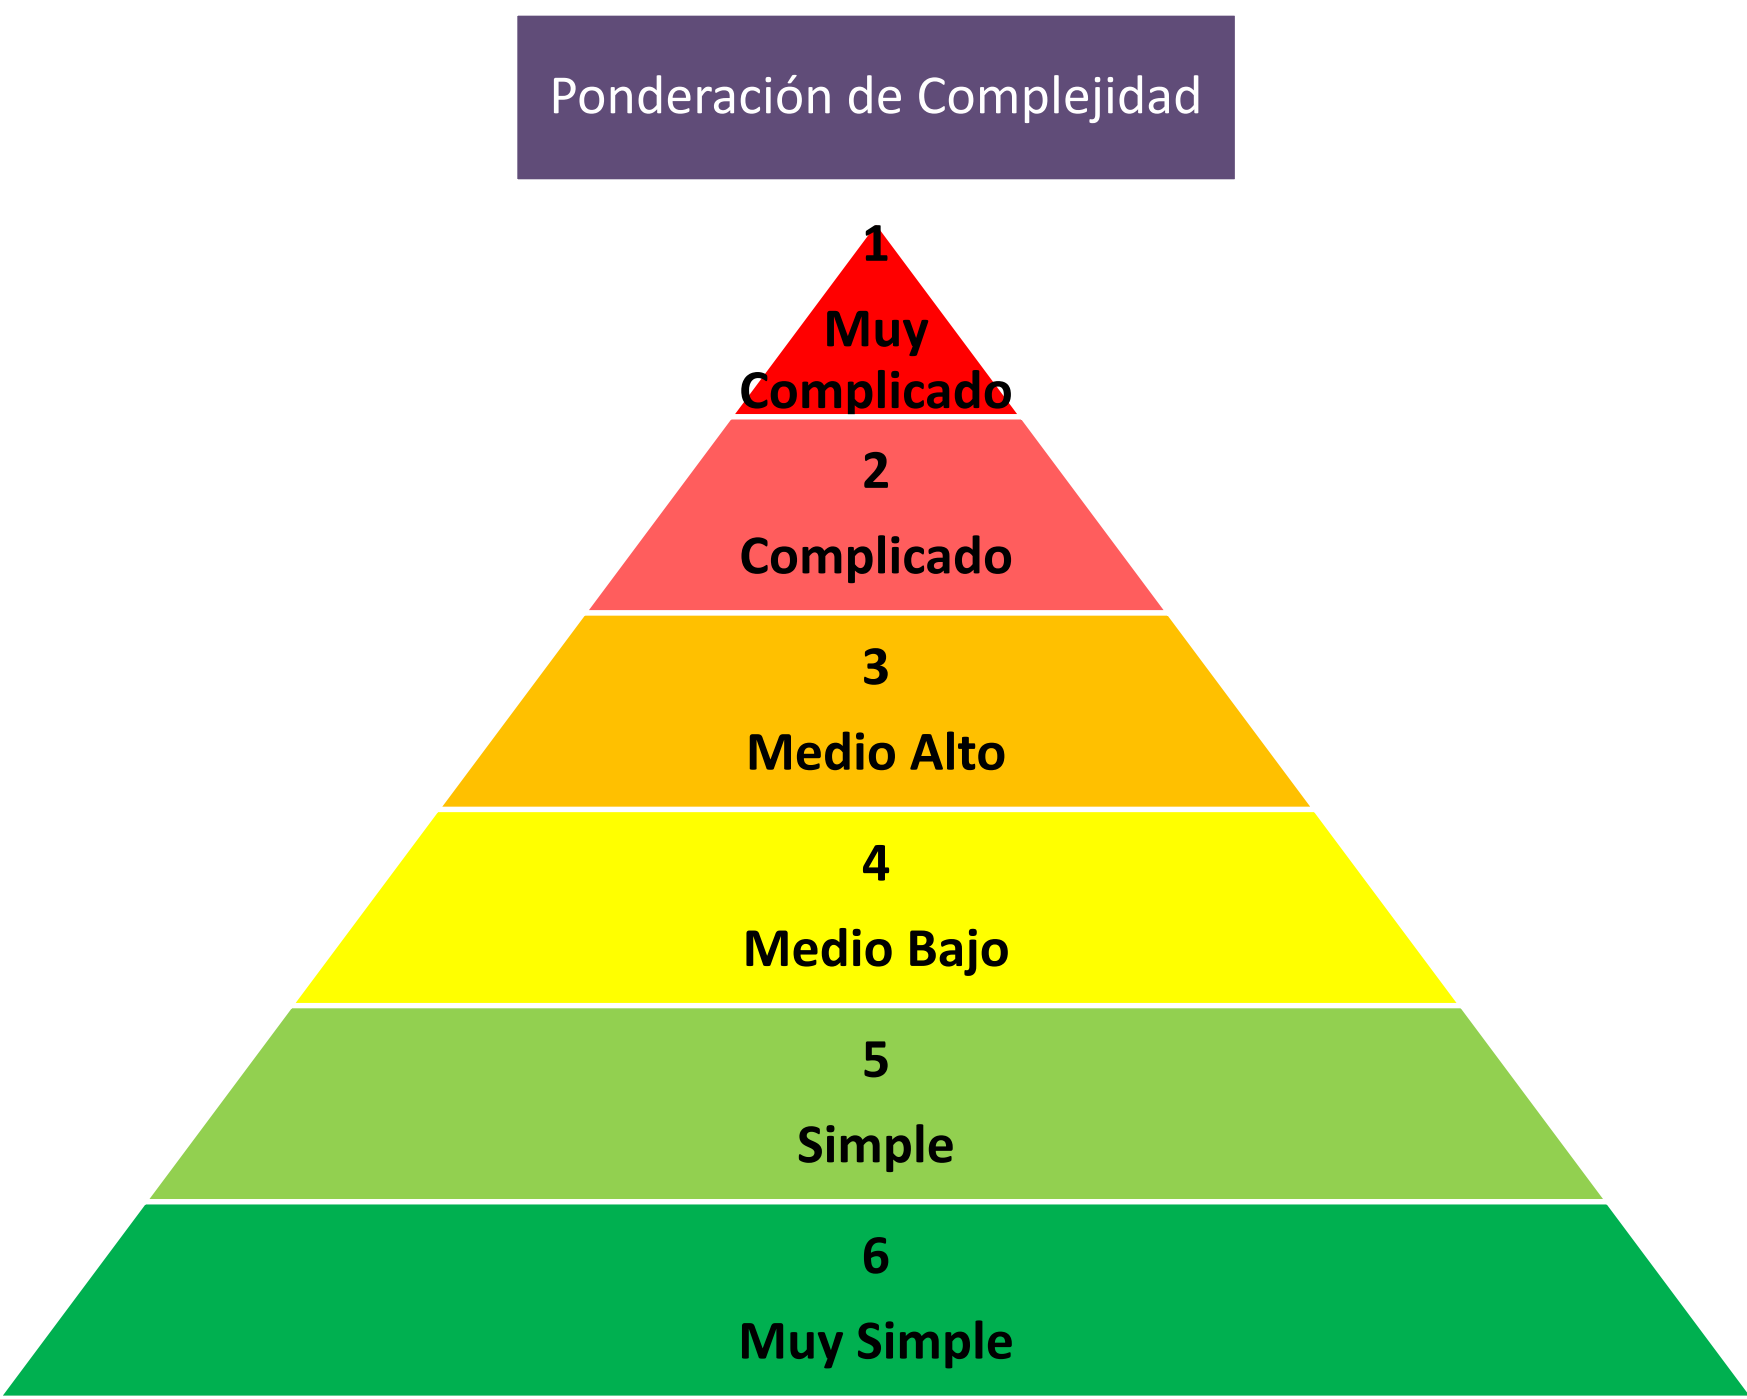 Ponderación de Complejidad
1
Muy
Complicado
2
Complicado
3
Medio Alto
4
Medio Bajo
5
Simple
6
Muy Simple